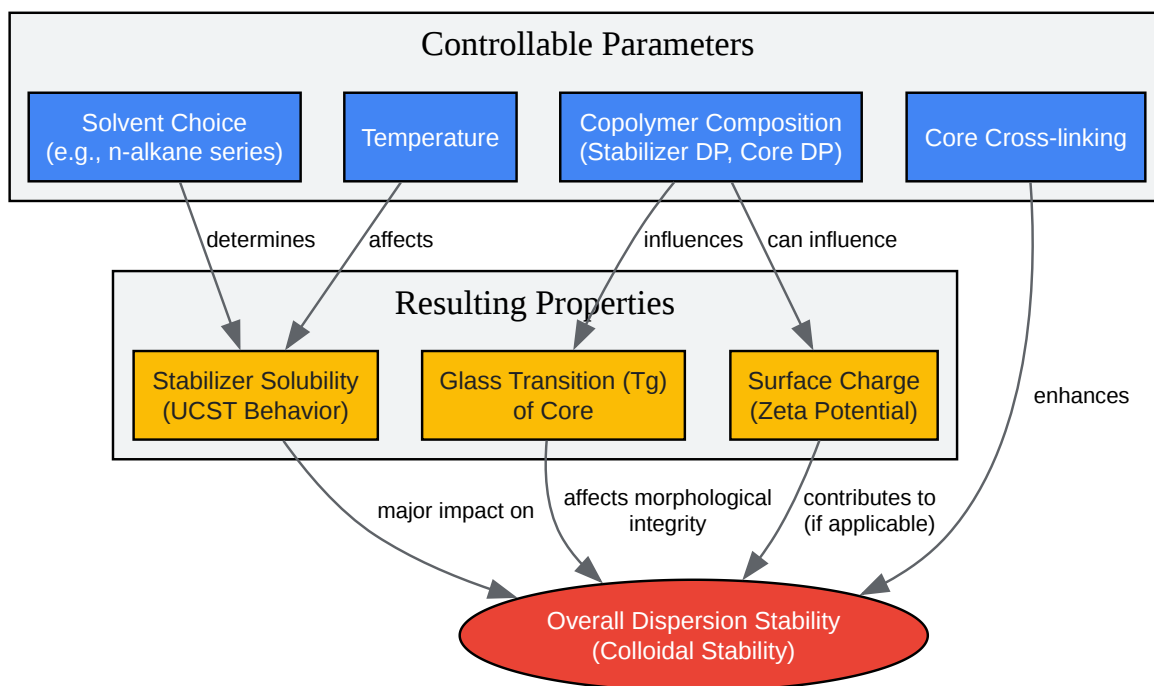 Controllable Parameters
Solvent Choice
(e.g., n-alkane series)
Temperature
Copolymer Composition
(Stabilizer DP, Core DP)
Core Cross-linking
determines
affects
influences
can influence
Resulting Properties
Stabilizer Solubility
(UCST Behavior)
Glass Transition (Tg)
of Core
Surface Charge
(Zeta Potential)
enhances
major impact on
affects morphological
integrity
contributes to
(if applicable)
Overall Dispersion Stability
(Colloidal Stability)